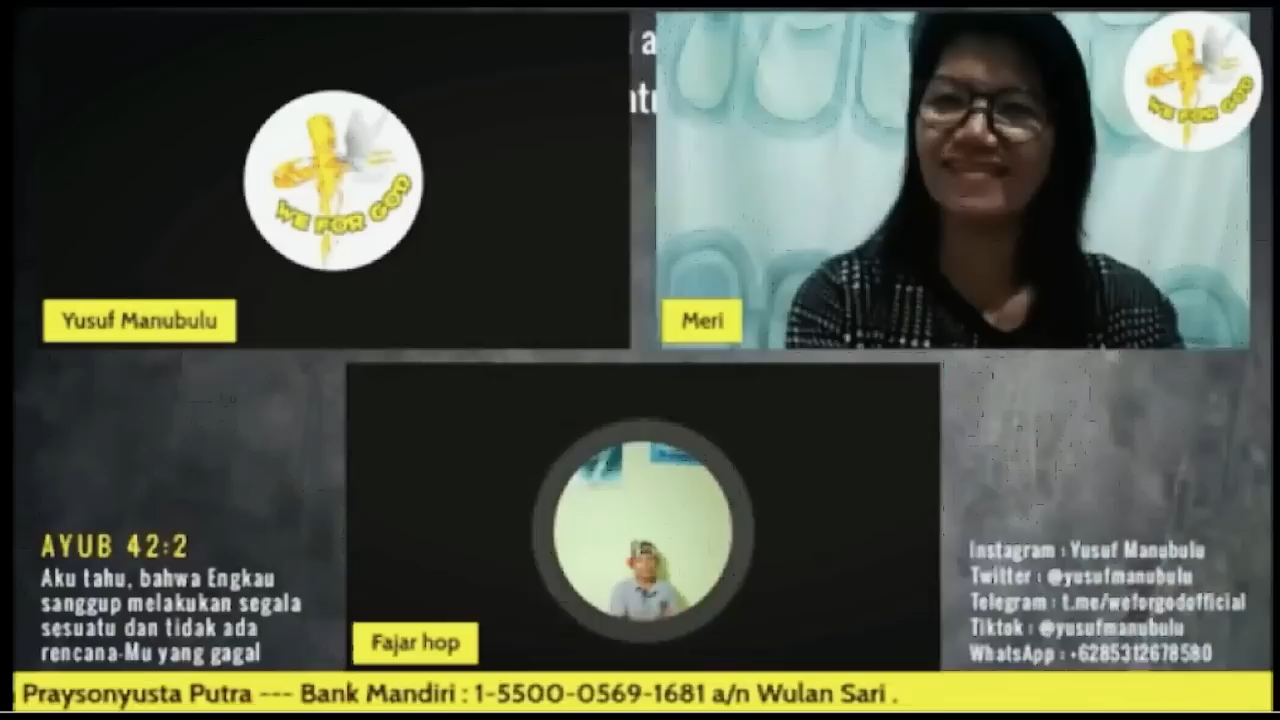 a
WE FOR GOD
WE FOR GOD
Yusuf Manubulu
Meri
AYUB 42:2
Aku tahu, bahwa Engkau
sanggup melakukan segala
sesuatu dan tidak ada
rencana-Mu yang gagal
Fajar hop
Instagram : Yusuf Manubulu
Twitter : @yusufmanubulu
Telegram : t.me/weforgodofficial
Tiktok : @yusufmanubulu
WhatsApp : +6285312678580
Praysonyusta Putra --- Bank Mandiri : 1-5500-0569-1681 a/n Wulan Sari .